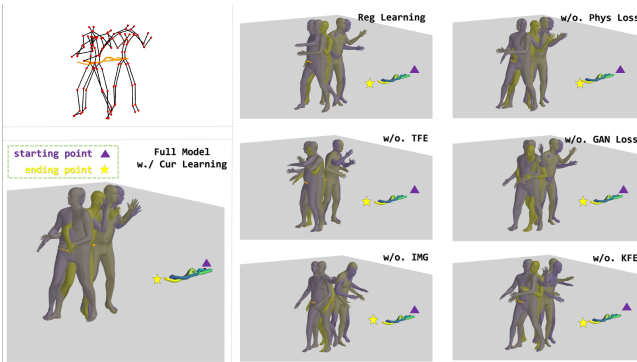 Reg Learning
w/o. Phys Loss
starting point
ending point
Full Model
w./ Cur Learning
w/o. TFE
w/o. GAN Loss
w/o. IMG
w/o. KFE